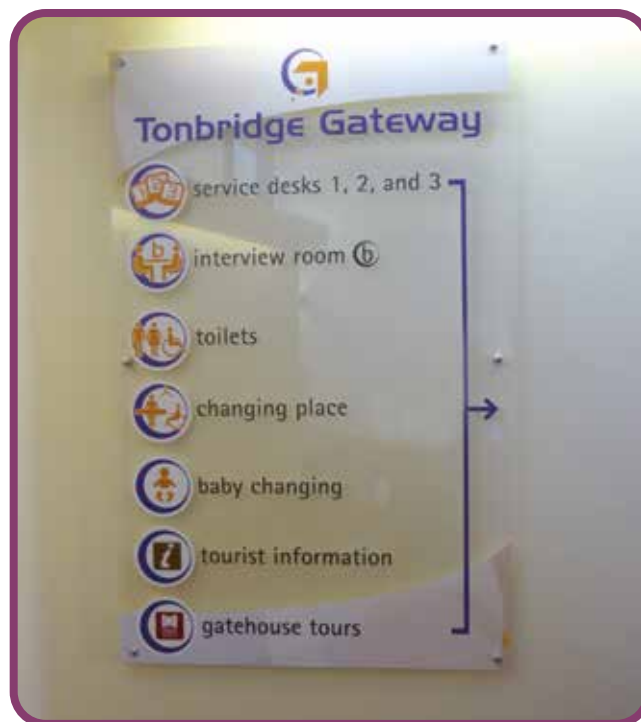 Tonbridge Gateway
service desks 1, 2, and 3
interview room b
toilets
changing place
baby changing
tourist information
gatehouse tours